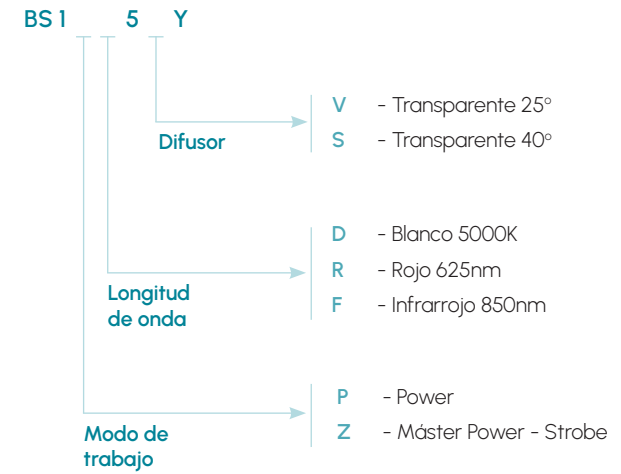 BS 1 5 Y
V - Transparente 25º
S - Transparente 40º
Difusor
D - Blanco 5000K
R - Rojo 625nm
F - Infrarrojo 850nm
Longitud
de onda
P - Power
Z - Máster Power - Strobe
Modo de
trabajo